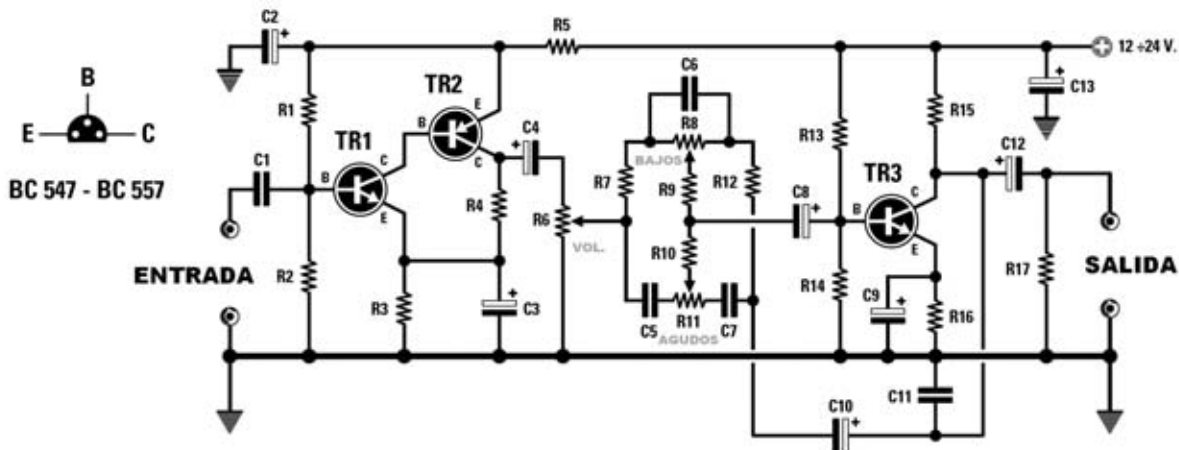 C2
+
R5
12 ÷24 V.
B
E
C
BC 547 - BC 557
R1
TR2
E
B
C
C4
+
C6
R8
BAJOS
R13
R15
+
C13
C12
+
TR1
C
B
E
C1
R4
R6
VOL.
R7
R9
R12
C8
+
TR3
C
B
E
ENTRADA
R2
R3
+
C3
R10
C5
R11
C7
AGUDOS
R14
C9
+
R16
R17
SALIDA
C11
C10
+